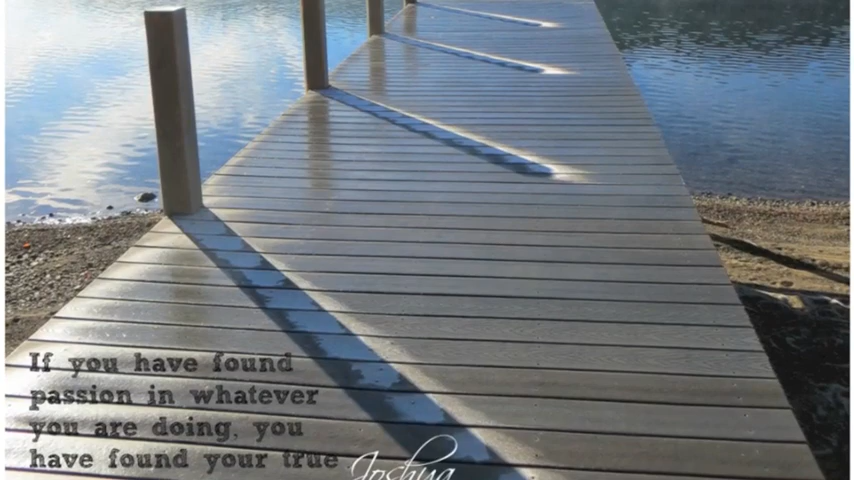 If you have found
passion in whatever
you are doing, you
have found your true
Joshua